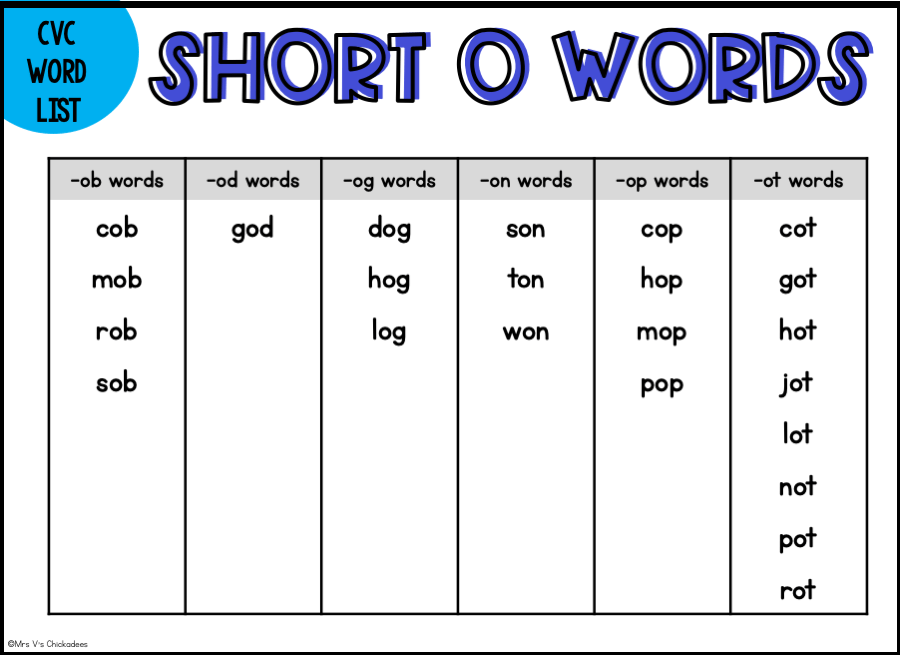 CVC
WORD
LIST
SHORT O WORDS
-ob words -od words -og words -on words -op words -ot words
cob god dog son cop cot
mob hog ton hop got
rob log won mop hot
sob pop jot
lot
not
pot
rot
©Mrs V's Chickadees